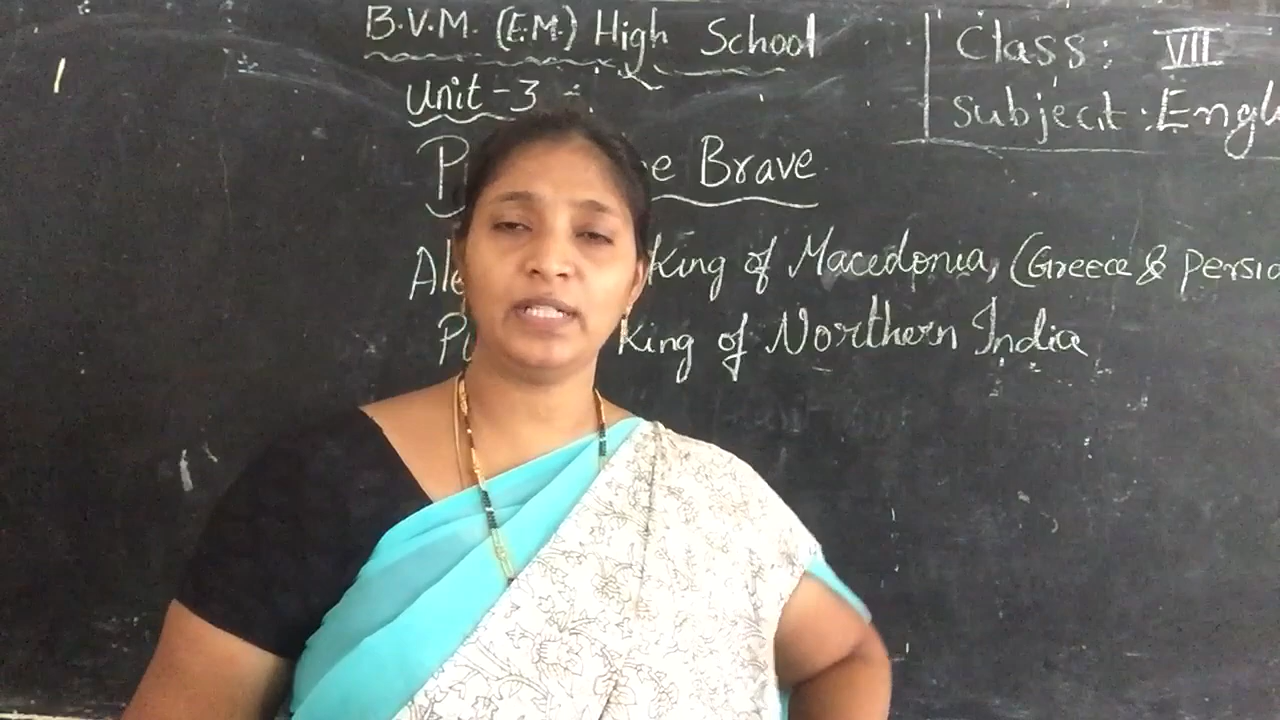 B.V.M. (E.M.) High School
Class: VII
Unit-3
Subject: Engl
Brave
King of Macedonia, (Greece & Persia
King of Northern India